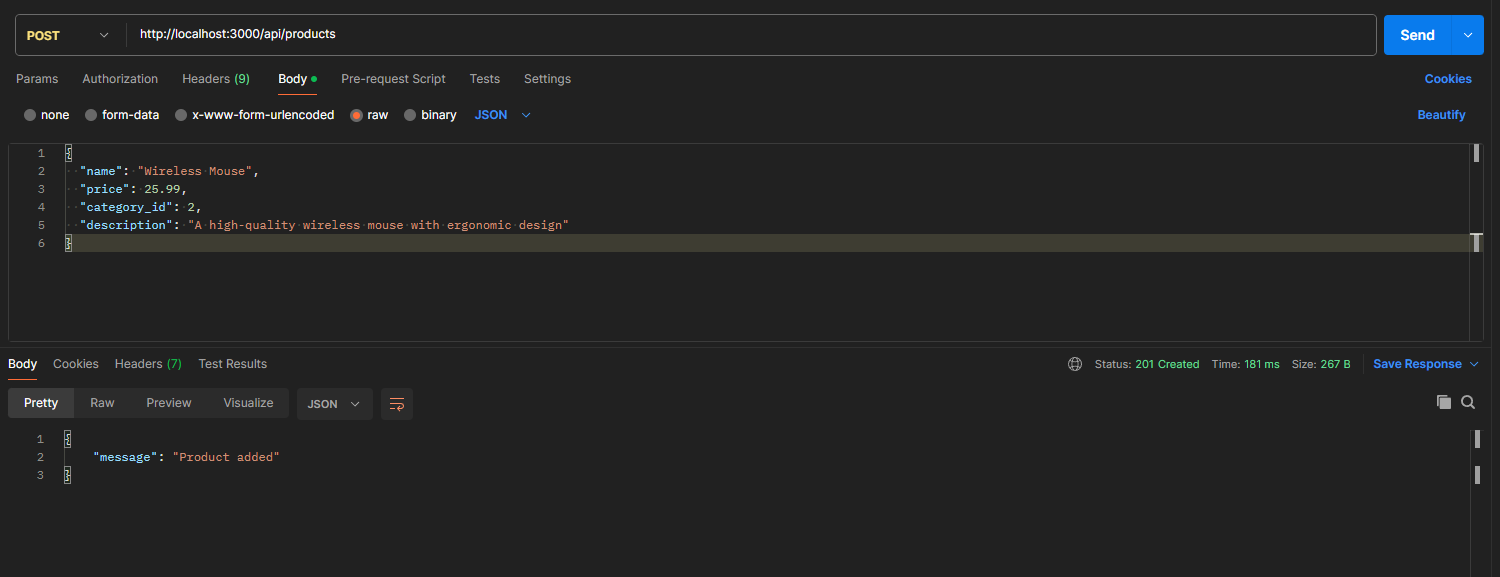 POST http://localhost:3000/api/products Send
Params Authorization Headers (9) Body Pre-request Script Tests Settings Cookies
none form-data x-www-form-urlencoded raw binary JSON Beautify
1 {
2 "name": "Wireless Mouse",
3 "price": 25.99,
4 "category_id": 2,
5 "description": "A high-quality wireless mouse with ergonomic design"
6 }
Body Cookies Headers (7) Test Results Status: 201 Created Time: 181 ms Size: 267 B Save Response
Pretty Raw Preview Visualize JSON
1 {
2 "message": "Product added"
3 }